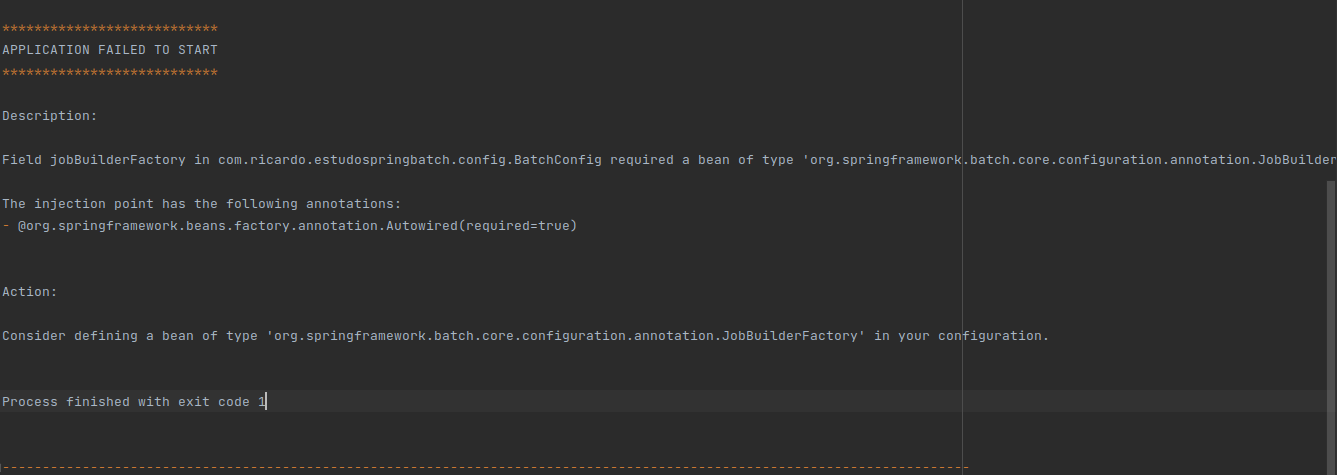 ***************************
APPLICATION FAILED TO START
***************************
Description:
Field jobBuilderFactory in com.ricardo.estudospringbatch.config.BatchConfig required a bean of type 'org.springframework.batch.core.configuration.annotation.JobBuilder
The injection point has the following annotations:
- @org.springframework.beans.factory.annotation.Autowired(required=true)
Action:
Consider defining a bean of type 'org.springframework.batch.core.configuration.annotation.JobBuilderFactory' in your configuration.
Process finished with exit code 1